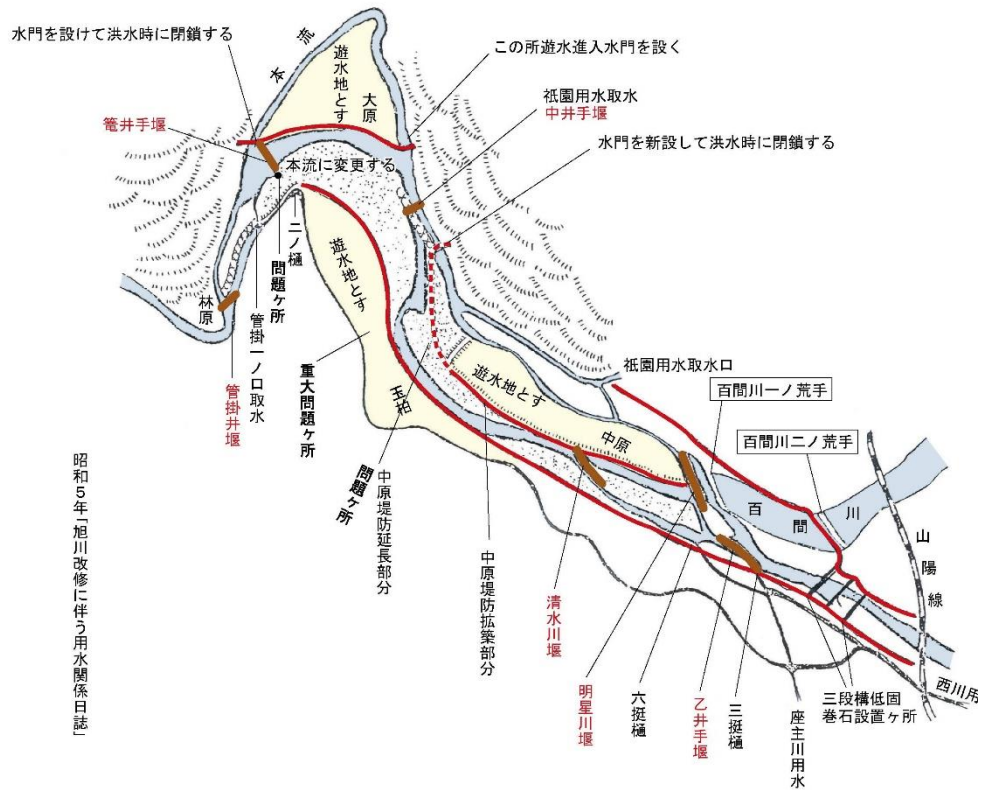 水門を設けて洪水時に閉鎖する
本流
この所遊水進入水門を設く
遊水地とす
大原
祇園用水取水
中井手堰
篭井手堰
水門を新設して洪水時に閉鎖する
本流に変更する
二ノ樋
問題ヶ所
遊水地とす
林原
管掛一ノ口取水
管掛井堰
重大問題ヶ所
玉柏
祇園用水取水口
遊水地とす
中原
百間川一ノ荒手
百間川二ノ荒手
百間川
山陽線
問題ヶ所
中原堤防延長部分
中原堤防拡築部分
清水川堰
明星川堰
六挺樋
乙井手堰
三挺樋
座主川用水
三段構低固
巻石設置ヶ所
西川用
昭和5年「旭川改修に伴う用水関係日誌」